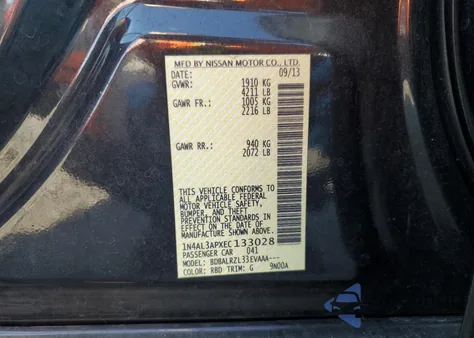 MFD BY NISSAN MOTOR CO., LTD.
DATE: 09/13
GVWR: 1910 KG
4211 LB
GAWR FR.: 1005 KG
2216 LB
GAWR RR.: 940 KG
2072 LB
THIS VEHICLE CONFORMS TO
ALL APPLICABLE FEDERAL
MOTOR VEHICLE SAFETY,
BUMPER, AND THEFT
PREVENTION STANDARDS IN
EFFECT ON THE DATE OF
MANUFACTURE SHOWN ABOVE.
1N4AL3APXEC133028
PASSENGER CAR 041
MODEL: BDBALRZL33EVAAA---
COLOR: RBD TRIM: G 9N00A